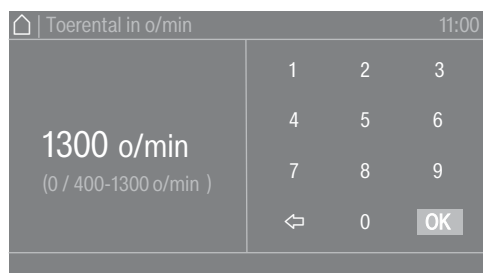 | Toerental in o/min 11:00
1300 o/min
(0 / 400-1300 o/min )
1 2 3
4 5 6
7 8 9
0 OK